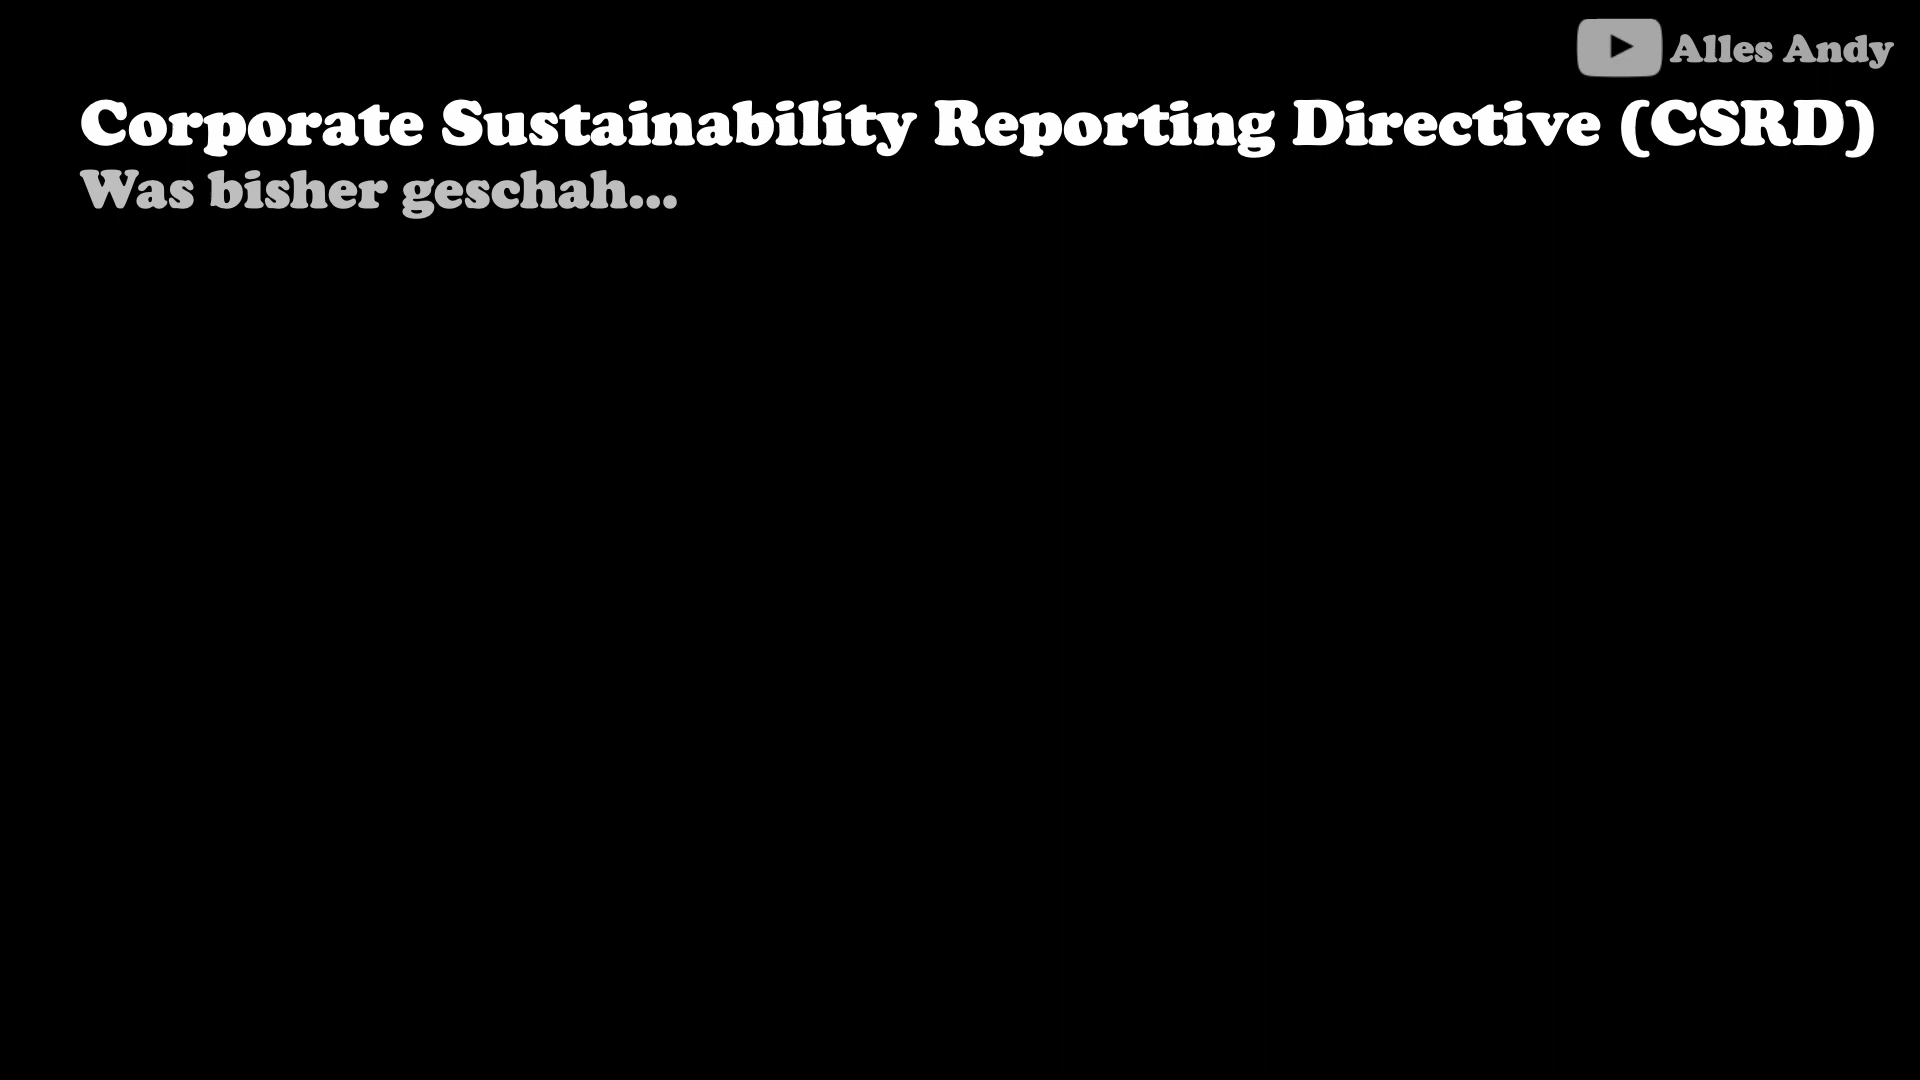 Alles Andy
Corporate Sustainability Reporting Directive (CSRD)
Was bisher geschah...